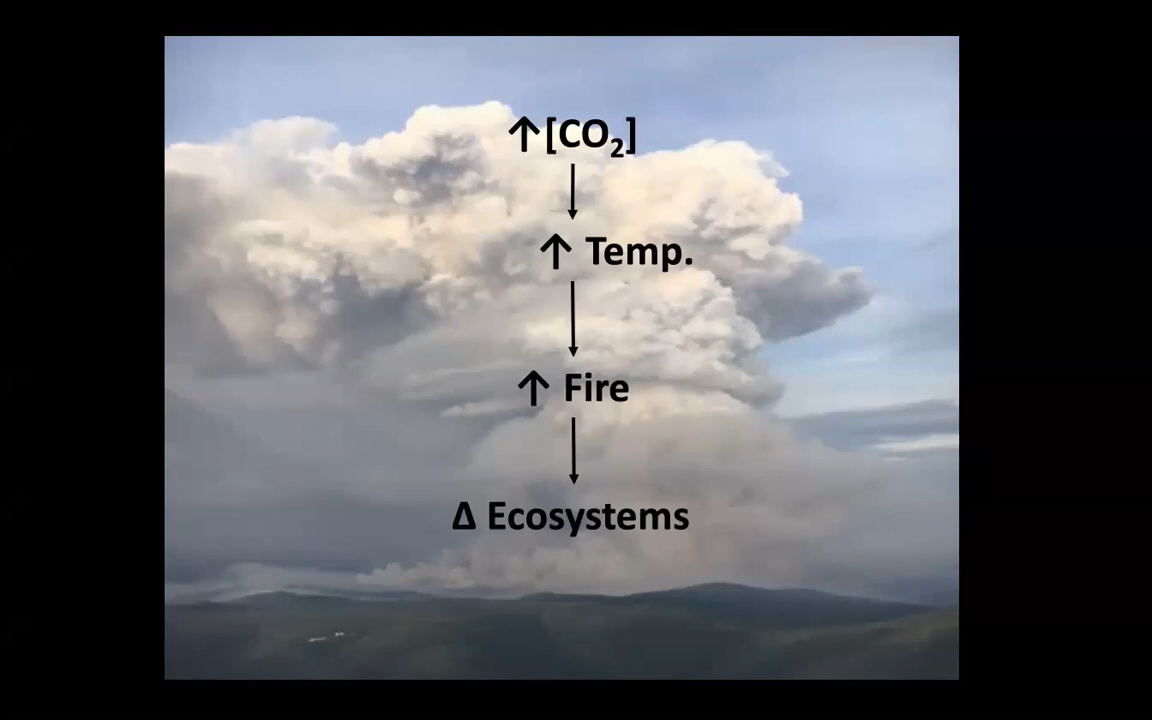 ↑[CO₂]
↑ Temp.
↑ Fire
Δ Ecosystems